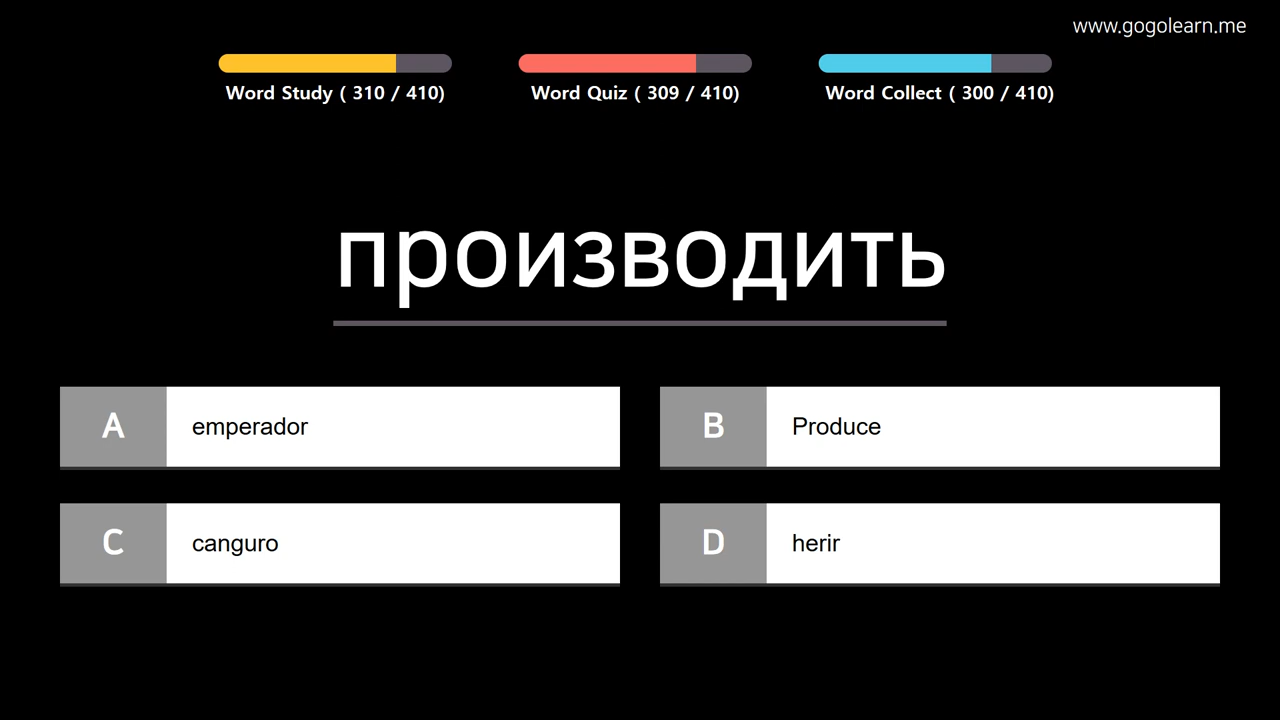 www.gogolearn.me
Word Study ( 310 / 410)
Word Quiz ( 309 / 410)
Word Collect ( 300 / 410)
производить
A emperador
B Produce
C canguro
D herir